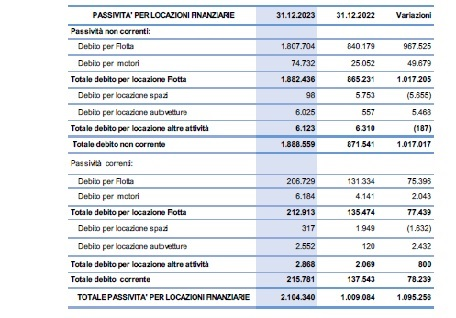 PASSIVITA' PER LOCAZIONI FINANZIARIE 31.12.2023 31.12.2022 Variazioni
Passività non correnti:
Debito per Flotta 1.807.704 840.179 967.525
Debito per motori 74.732 25.052 49.679
Totale debito per locazione Flotta 1.882.436 865.231 1.017.205
Debito per locazione spazi 98 5.753 (5.655)
Debito per locazione autovetture 6.025 557 5.468
Totale debito per locazione altre attività 6.123 6.310 (187)
Totale debito non corrente 1.888.559 871.541 1.017.017
Passività correnti:
Debito per Flotta 206.729 131.334 75.396
Debito per motori 6.184 4.141 2.043
Totale debito per locazione Flotta 212.913 135.474 77.439
Debito per locazione spazi 317 1.949 (1.632)
Debito per locazione autovetture 2.552 120 2.432
Totale debito per locazione altre attività 2.868 2.069 800
Totale debito corrente 215.781 137.543 78.239
TOTALE PASSIVITA' PER LOCAZIONI FINANZIARIE 2.104.340 1.009.084 1.095.256